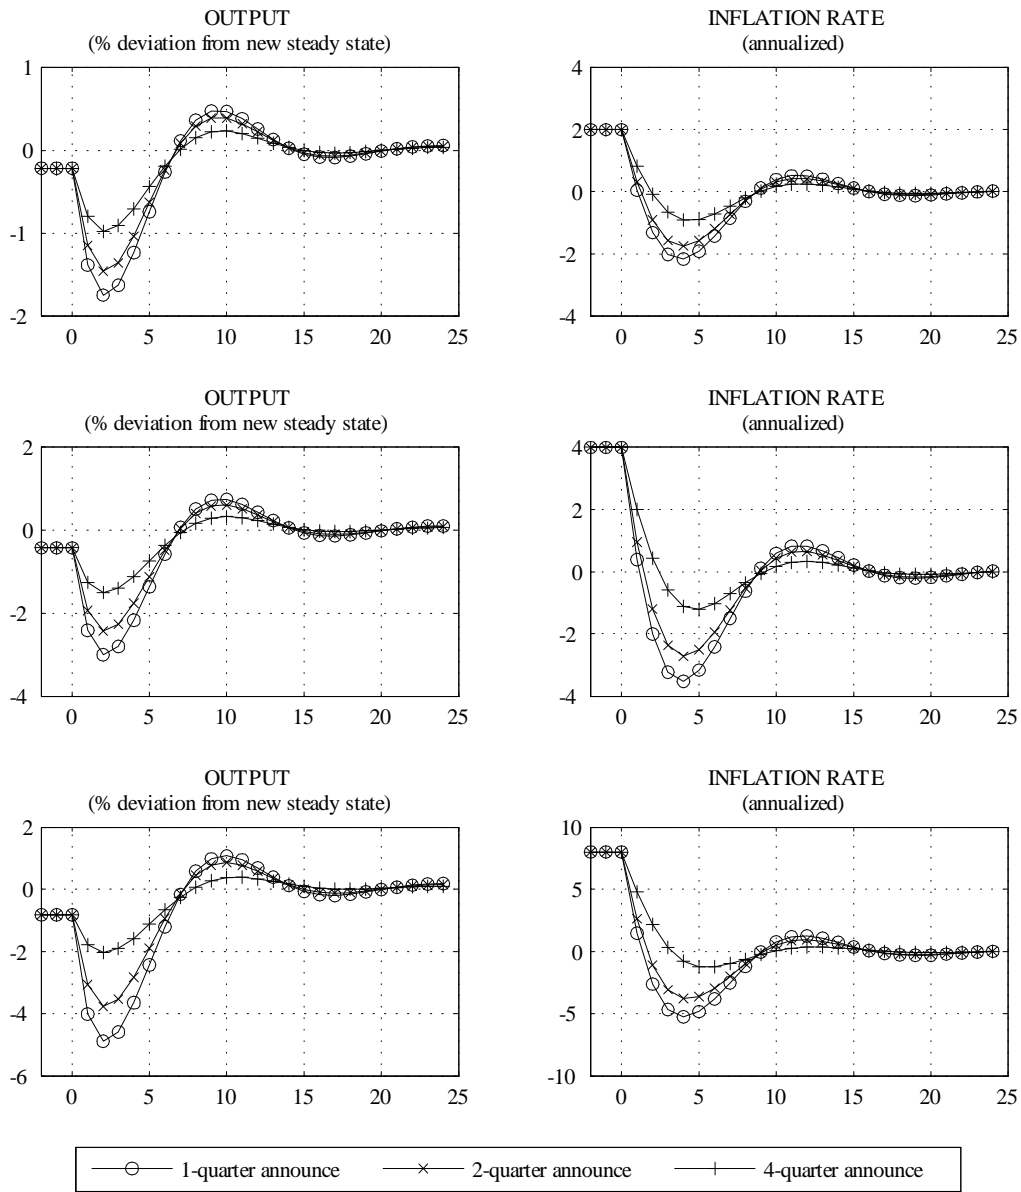 OUTPUT
(% deviation from new steady state)
1
0
-1
-2
0 5 10 15 20 25
INFLATION RATE
(annualized)
4
2
0
-2
-4
0 5 10 15 20 25
OUTPUT
(% deviation from new steady state)
2
0
-2
-4
0 5 10 15 20 25
INFLATION RATE
(annualized)
4
2
0
-2
-4
0 5 10 15 20 25
OUTPUT
(% deviation from new steady state)
2
0
-2
-4
-6
0 5 10 15 20 25
INFLATION RATE
(annualized)
10
5
0
-5
-10
0 5 10 15 20 25
1-quarter announce 2-quarter announce 4-quarter announce